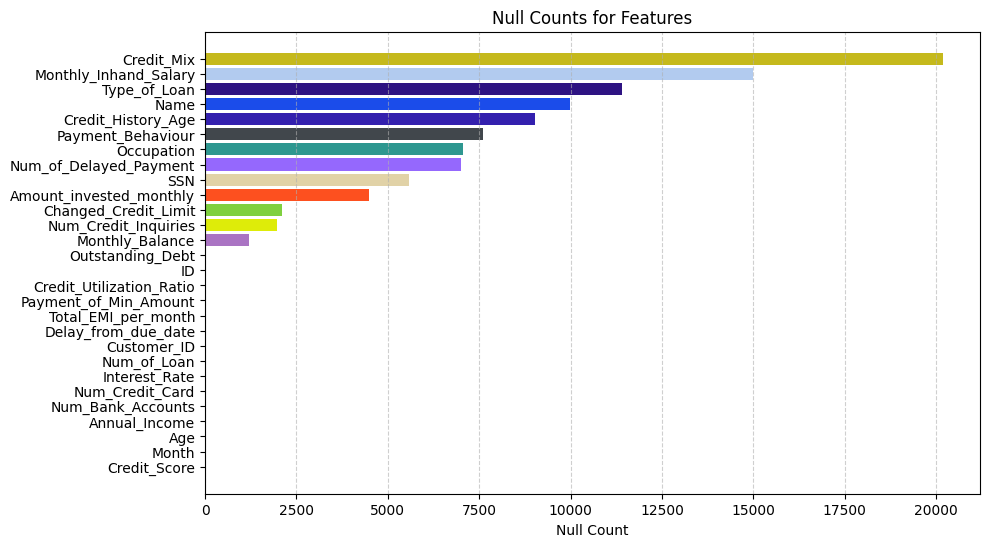 Null Counts for Features
Credit_Mix
Monthly_Inhand_Salary
Type_of_Loan
Name
Credit_History_Age
Payment_Behaviour
Occupation
Num_of_Delayed_Payment
SSN
Amount_invested_monthly
Changed_Credit_Limit
Num_Credit_Inquiries
Monthly_Balance
Outstanding_Debt
ID
Credit_Utilization_Ratio
Payment_of_Min_Amount
Total_EMI_per_month
Delay_from_due_date
Customer_ID
Num_of_Loan
Interest_Rate
Num_Credit_Card
Num_Bank_Accounts
Annual_Income
Age
Month
Credit_Score
0 2500 5000 7500 10000 12500 15000 17500 20000
Null Count